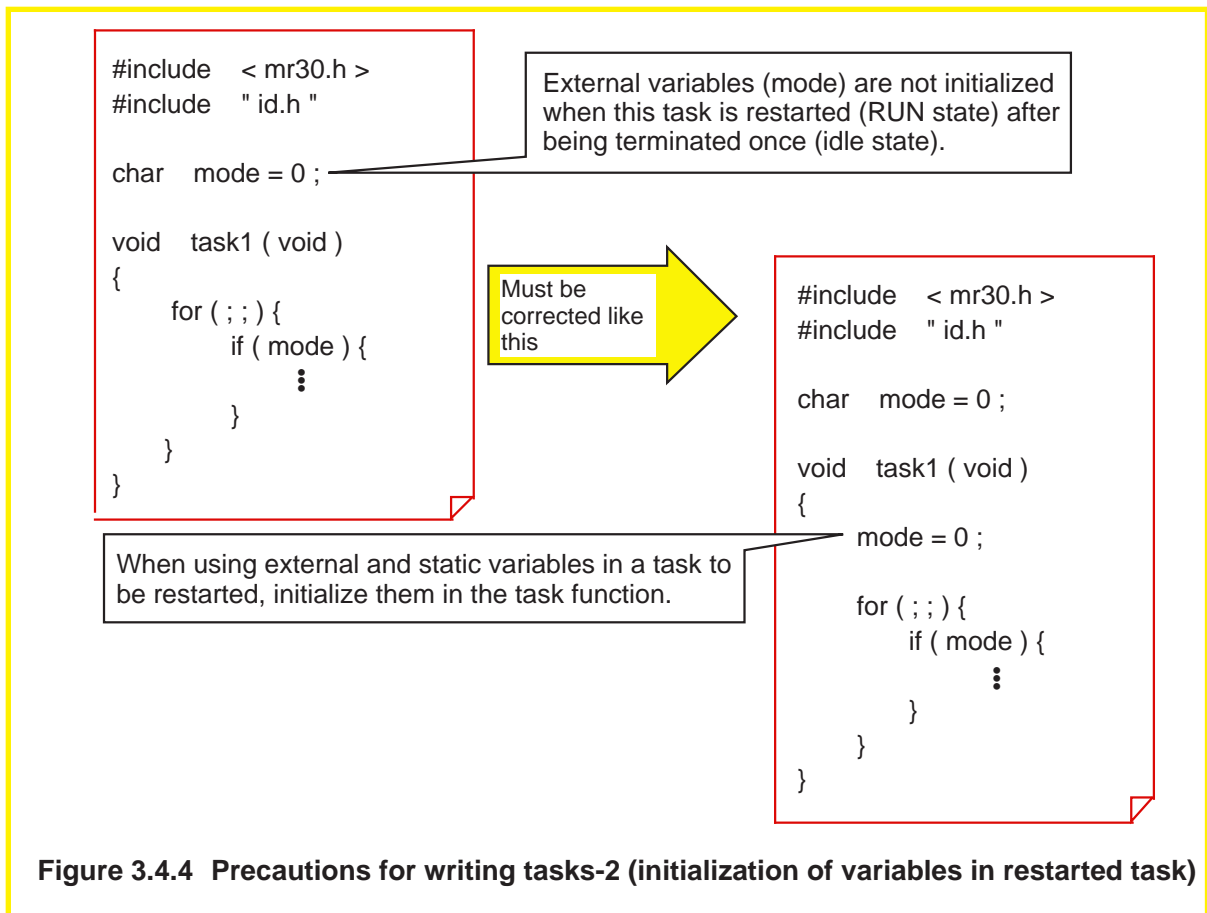 #include < mr30.h >
#include " id.h "
char mode = 0 ;
void task1 ( void )
{
for ( ; ; ) {
if ( mode ) {
}
}
}
External variables (mode) are not initialized
when this task is restarted (RUN state) after
being terminated once (idle state).
Must be
corrected like
this
#include < mr30.h >
#include " id.h "
char mode = 0 ;
void task1 ( void )
{
mode = 0 ;
for ( ; ; ) {
if ( mode ) {
}
}
}
When using external and static variables in a task to
be restarted, initialize them in the task function.
Figure 3.4.4 Precautions for writing tasks-2 (initialization of variables in restarted task)